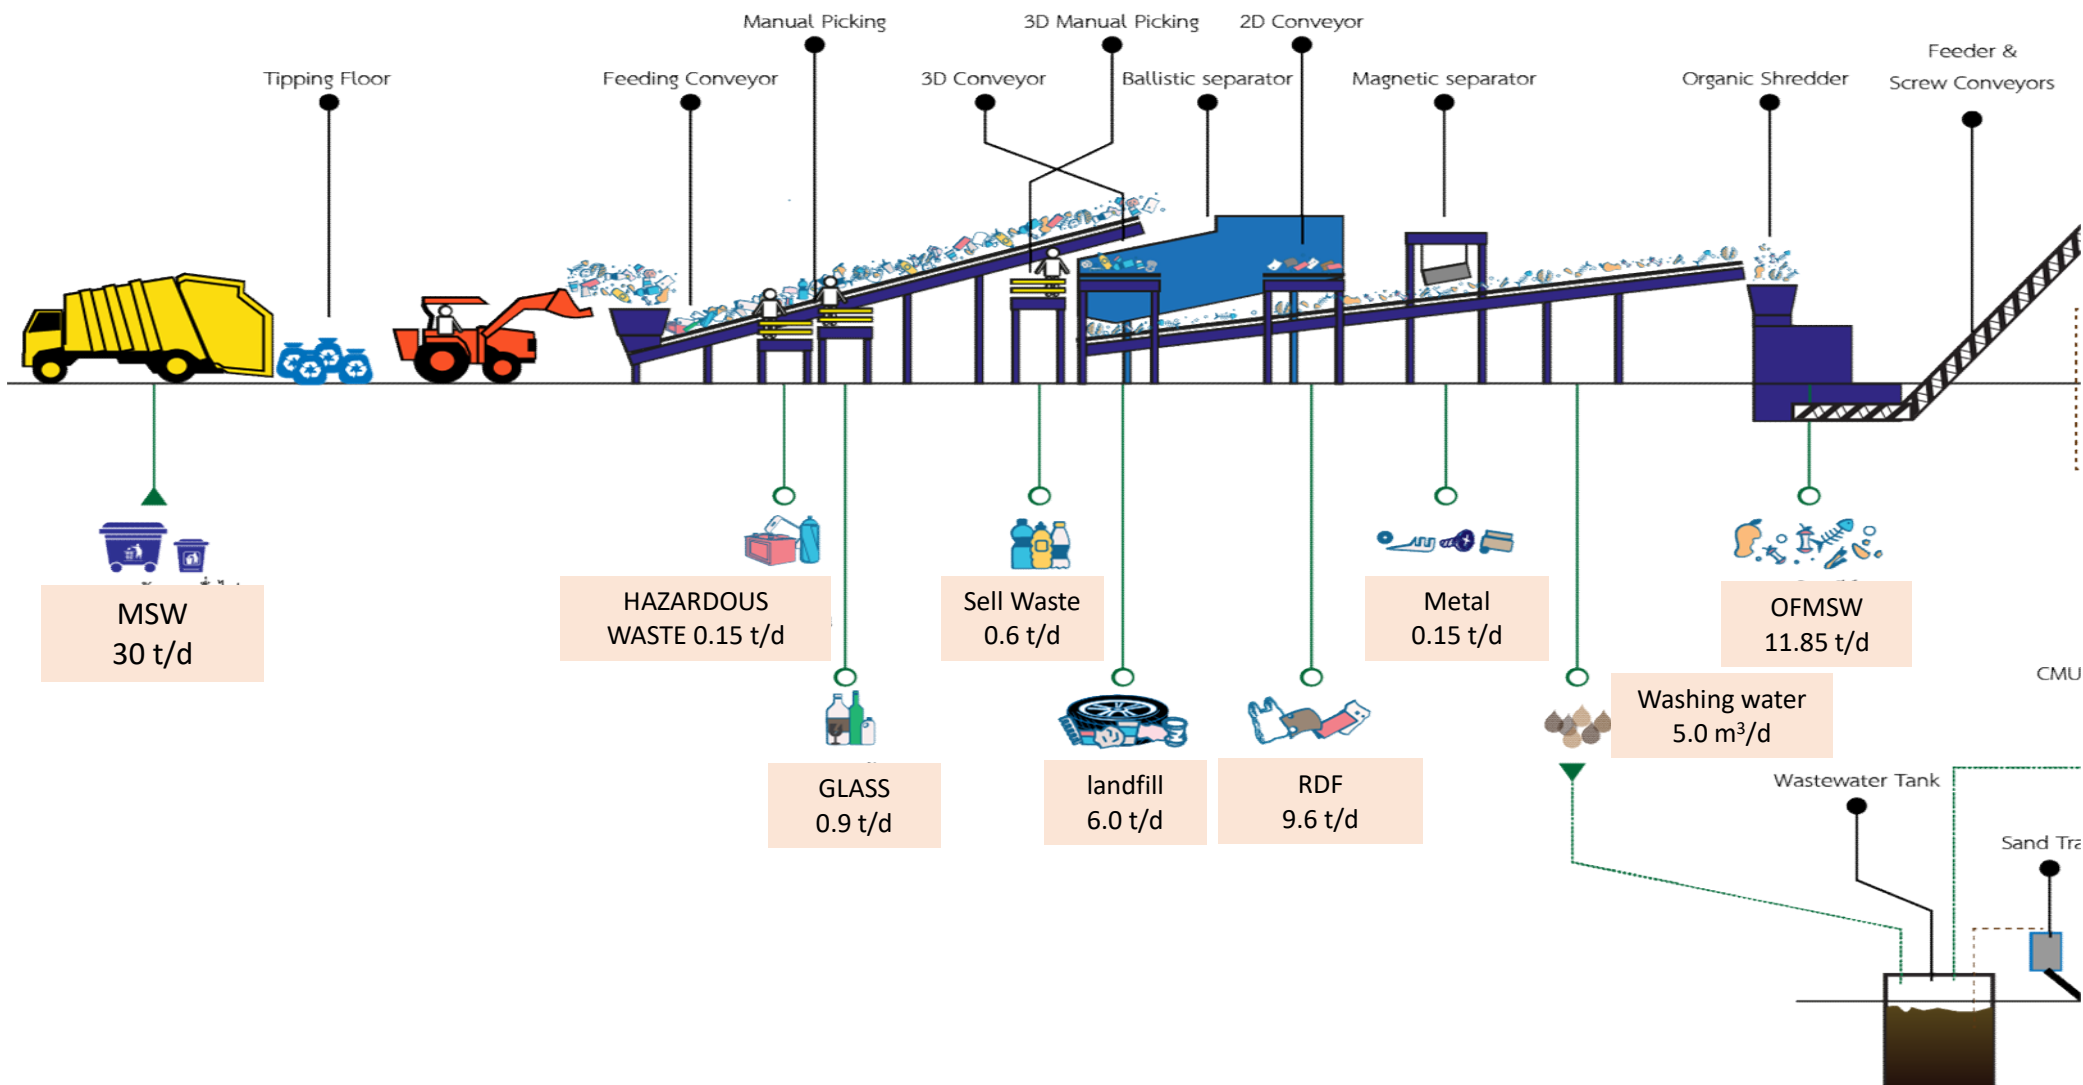 Manual Picking
3D Manual Picking
2D Conveyor
Feeder &
Screw Conveyors
Tipping Floor
Feeding Conveyor
3D Conveyor
Ballistic separator
Magnetic separator
Organic Shredder
MSW
30 t/d
HAZARDOUS
WASTE 0.15 t/d
Sell Waste
0.6 t/d
Metal
0.15 t/d
OFMSW
11.85 t/d
GLASS
0.9 t/d
landfill
6.0 t/d
RDF
9.6 t/d
Washing water
5.0 m³/d
CMU
Wastewater Tank
Sand Tra